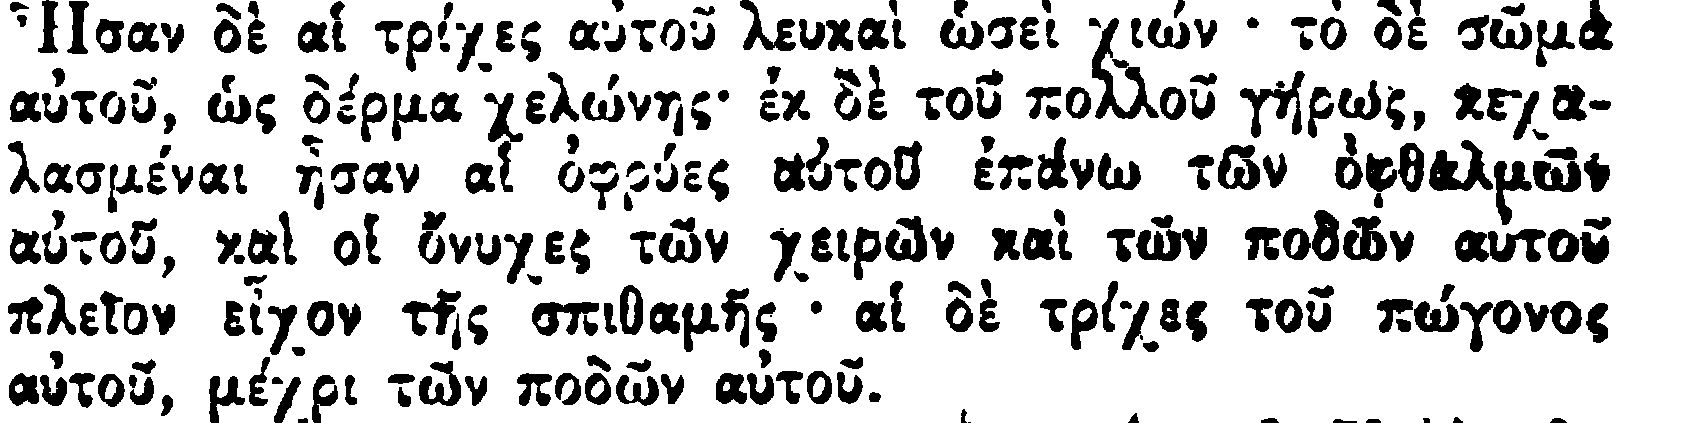 Ἦσαν δὲ αἱ τρίχες αὐτοῦ λευκαὶ ὡσεὶ χιών · τὸ δὲ σῶμα
αὐτοῦ, ὡς δέρμα χελώνης· ἐκ δὲ τοῦ πολλοῦ γήρως, κεχα-
λασμέναι ἦσαν αἱ ὀφρύες αὐτοῦ ἐπάνω τῶν ὀφθαλμῶν
αὐτοῦ, καὶ οἱ ὄνυχες τῶν χειρῶν καὶ τῶν ποδῶν αὐτοῦ
πλεῖον εἶχον τῆς σπιθαμῆς · αἱ δὲ τρίχες τοῦ πώγονος
αὐτοῦ, μέχρι τῶν ποδῶν αὐτοῦ.